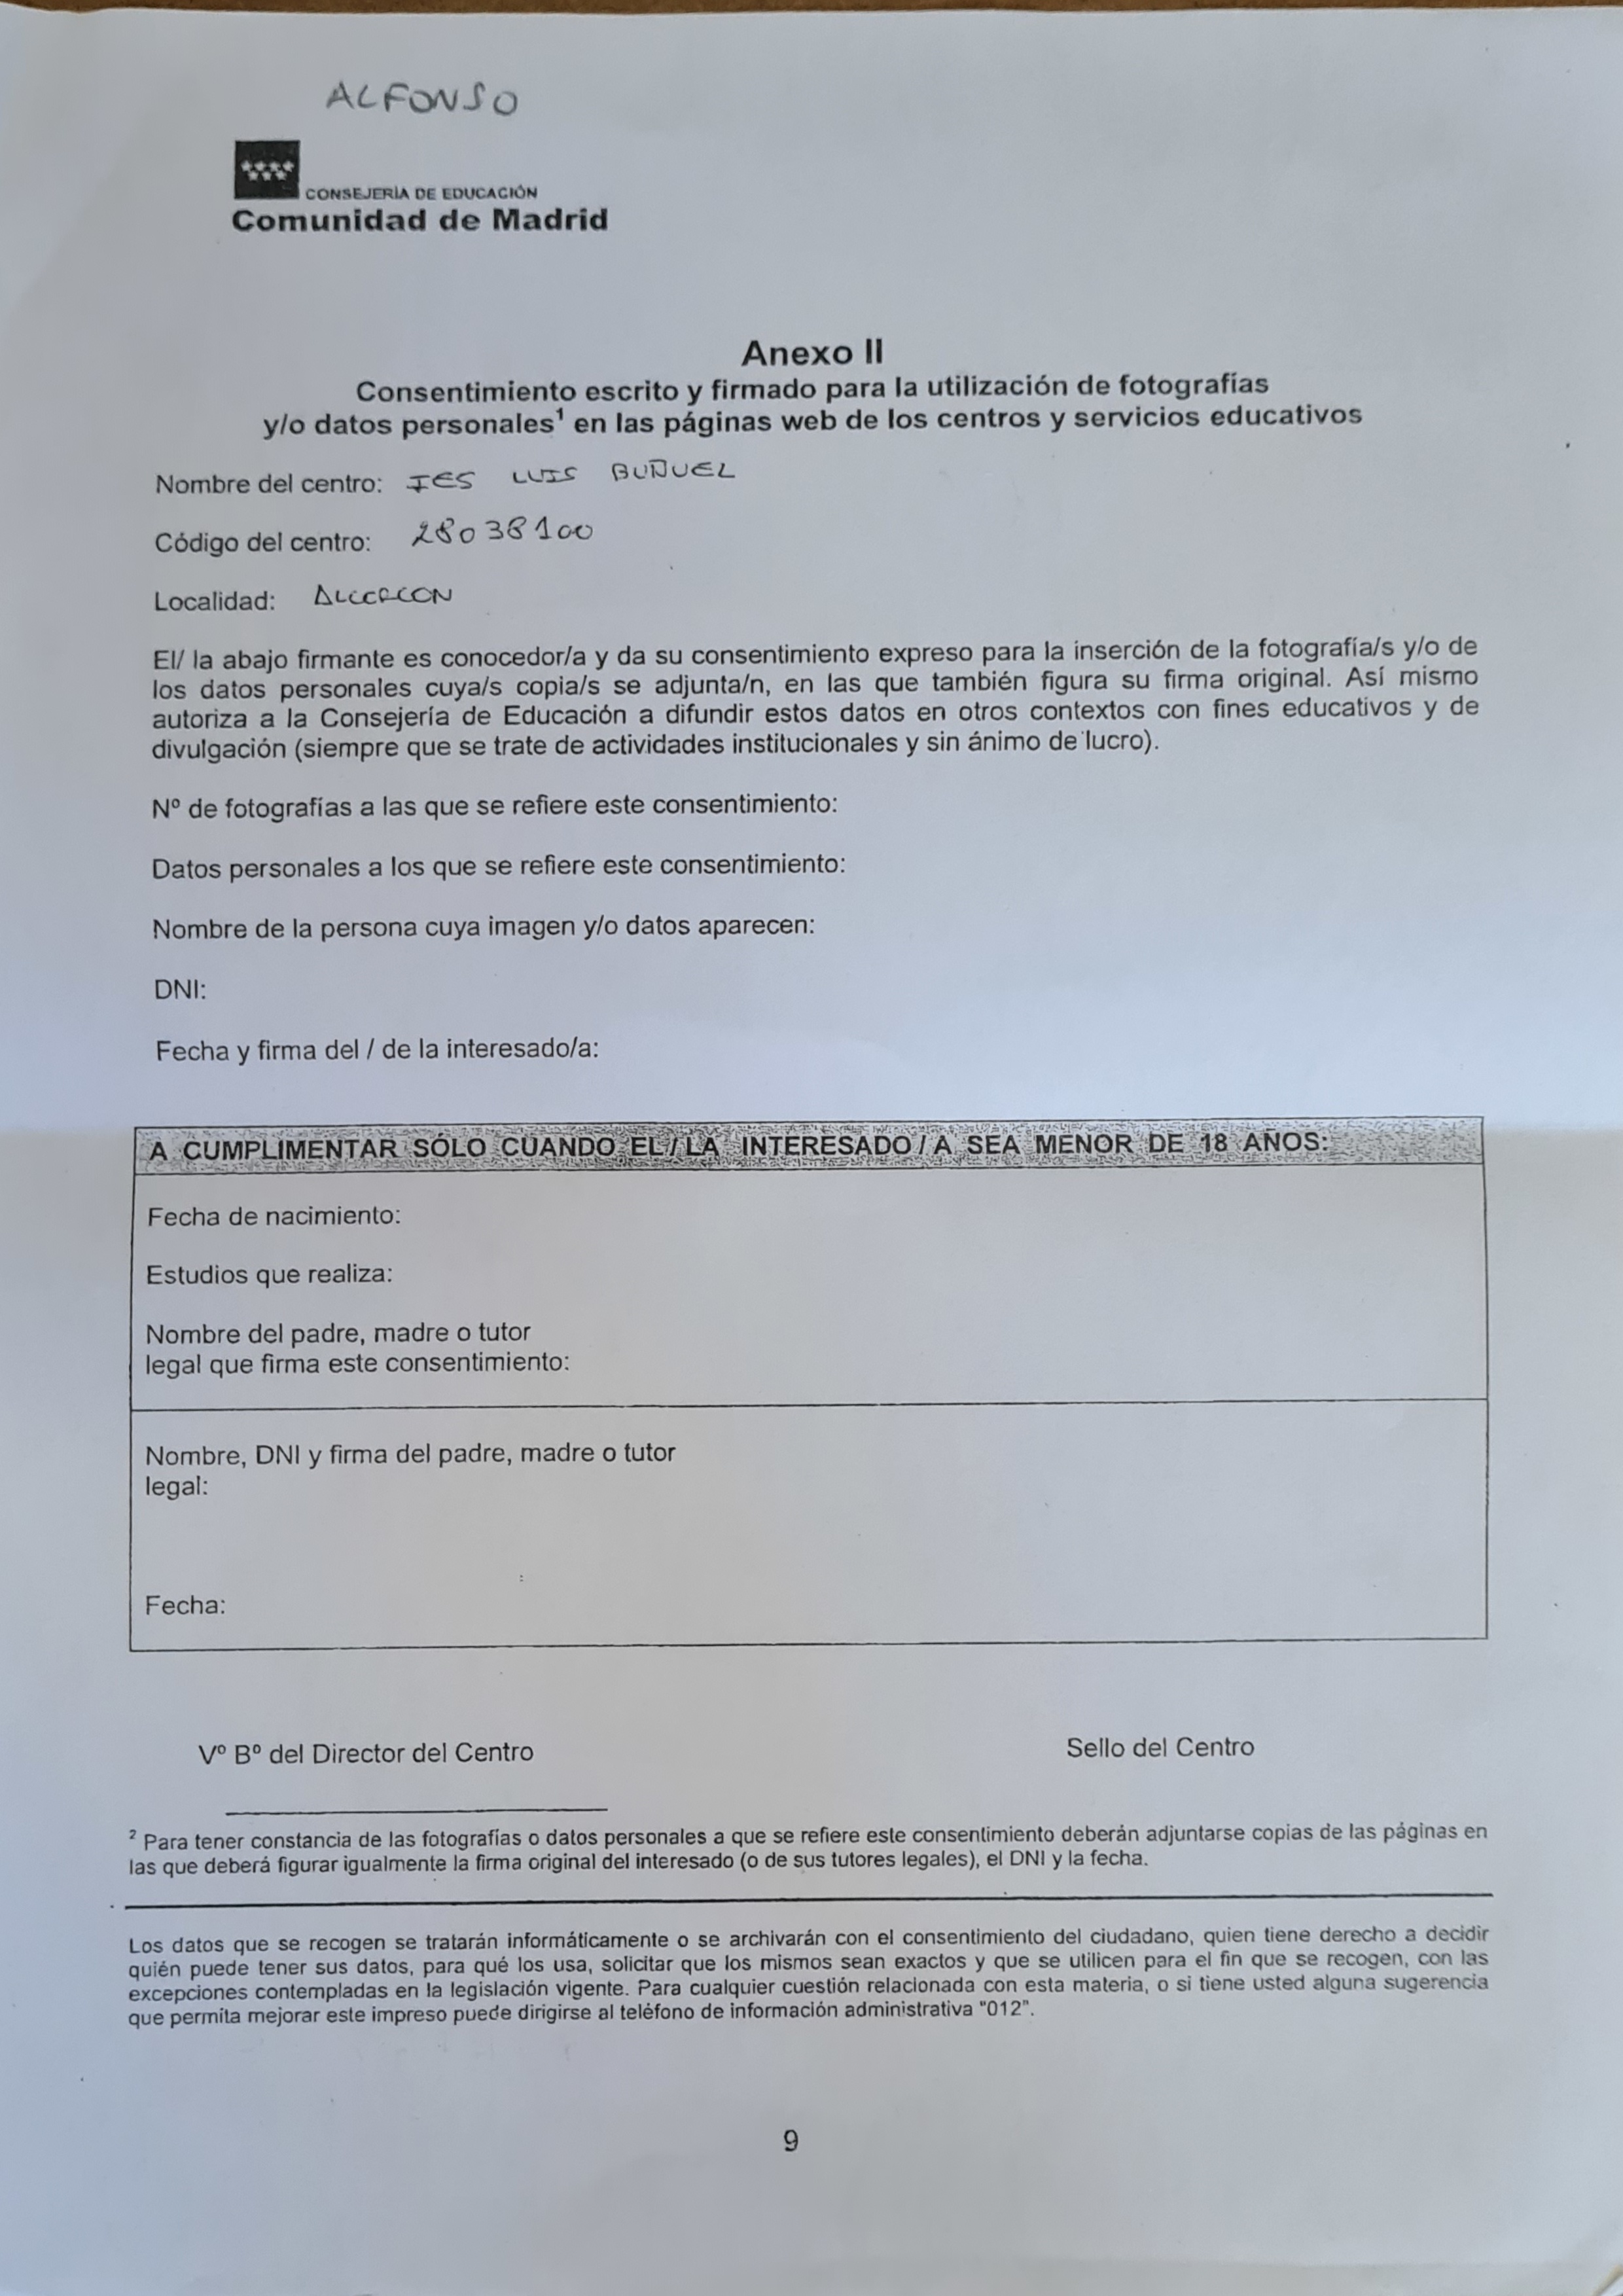 ALFONSO
CONSEJERÍA DE EDUCACIÓN
Comunidad de Madrid
Anexo II
Consentimiento escrito y firmado para la utilización de fotografías
y/o datos personales¹ en las páginas web de los centros y servicios educativos
Nombre del centro: IES LUIS BUÑUEL
Código del centro: 28038100
Localidad: ALCORCON
El/ la abajo firmante es conocedor/a y da su consentimiento expreso para la inserción de la fotografía/s y/o de
los datos personales cuya/s copia/s se adjunta/n, en las que también figura su firma original. Así mismo
autoriza a la Consejería de Educación a difundir estos datos en otros contextos con fines educativos y de
divulgación (siempre que se trate de actividades institucionales y sin ánimo de lucro).
Nº de fotografías a las que se refiere este consentimiento:
Datos personales a los que se refiere este consentimiento:
Nombre de la persona cuya imagen y/o datos aparecen:
DNI:
Fecha y firma del / de la interesado/a:
A CUMPLIMENTAR SÓLO CUANDO EL / LA INTERESADO / A SEA MENOR DE 18 AÑOS:
Fecha de nacimiento:
Estudios que realiza:
Nombre del padre, madre o tutor
legal que firma este consentimiento:
Nombre, DNI y firma del padre, madre o tutor
legal:
Fecha:
Vº Bº del Director del Centro
Sello del Centro
² Para tener constancia de las fotografías o datos personales a que se refiere este consentimiento deberán adjuntarse copias de las páginas en
las que deberá figurar igualmente la firma original del interesado (o de sus tutores legales), el DNI y la fecha.
Los datos que se recogen se tratarán informáticamente o se archivarán con el consentimiento del ciudadano, quien tiene derecho a decidir
quién puede tener sus datos, para qué los usa, solicitar que los mismos sean exactos y que se utilicen para el fin que se recogen, con las
excepciones contempladas en la legislación vigente. Para cualquier cuestión relacionada con esta materia, o si tiene usted alguna sugerencia
que permita mejorar este impreso puede dirigirse al teléfono de información administrativa "012".
9